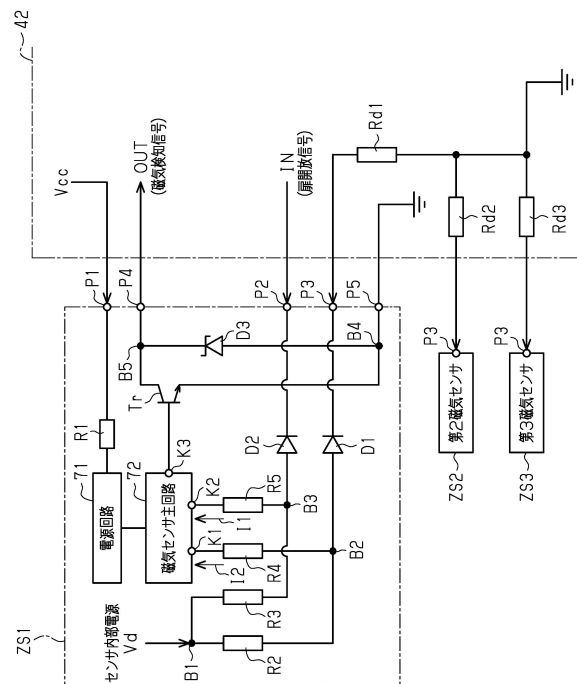 42
Vcc
OUT
(磁気検知信号)
IN
(扉開放信号)
Rd1
Rd2
Rd3
P1
P4
P2
P3
P5
P3
P3
ZS2
第2磁気センサ
ZS3
第3磁気センサ
D3
B4
B5
Tr
R1
71
電源回路
72
磁気センサ主回路
K3
K2
K1
D2
D1
R5
I1
B3
R4
I2
B2
R3
R2
ZS1
センサ内部電源
Vd
B1